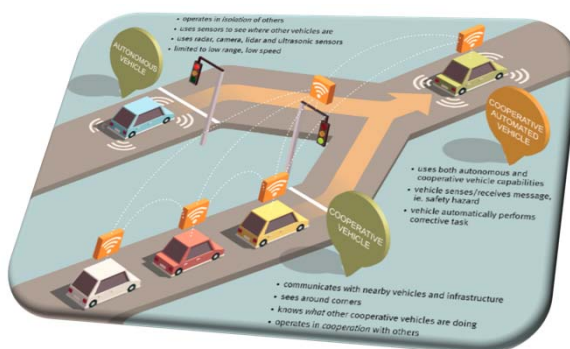 • operates in isolation of others
• uses sensors to see where other vehicles are
• uses radar, camera, lidar and ultrasonic sensors
• limited to low range, low speed
AUTONOMOUS
VEHICLE
COOPERATIVE
AUTOMATED
VEHICLE
• uses both autonomous and
cooperative vehicle capabilities
• vehicle senses/receives message,
ie. safety hazard
• vehicle automatically performs
corrective task
COOPERATIVE
VEHICLE
• communicates with nearby vehicles and infrastructure
• sees around corners
• knows what other cooperative vehicles are doing
• operates in cooperation with others